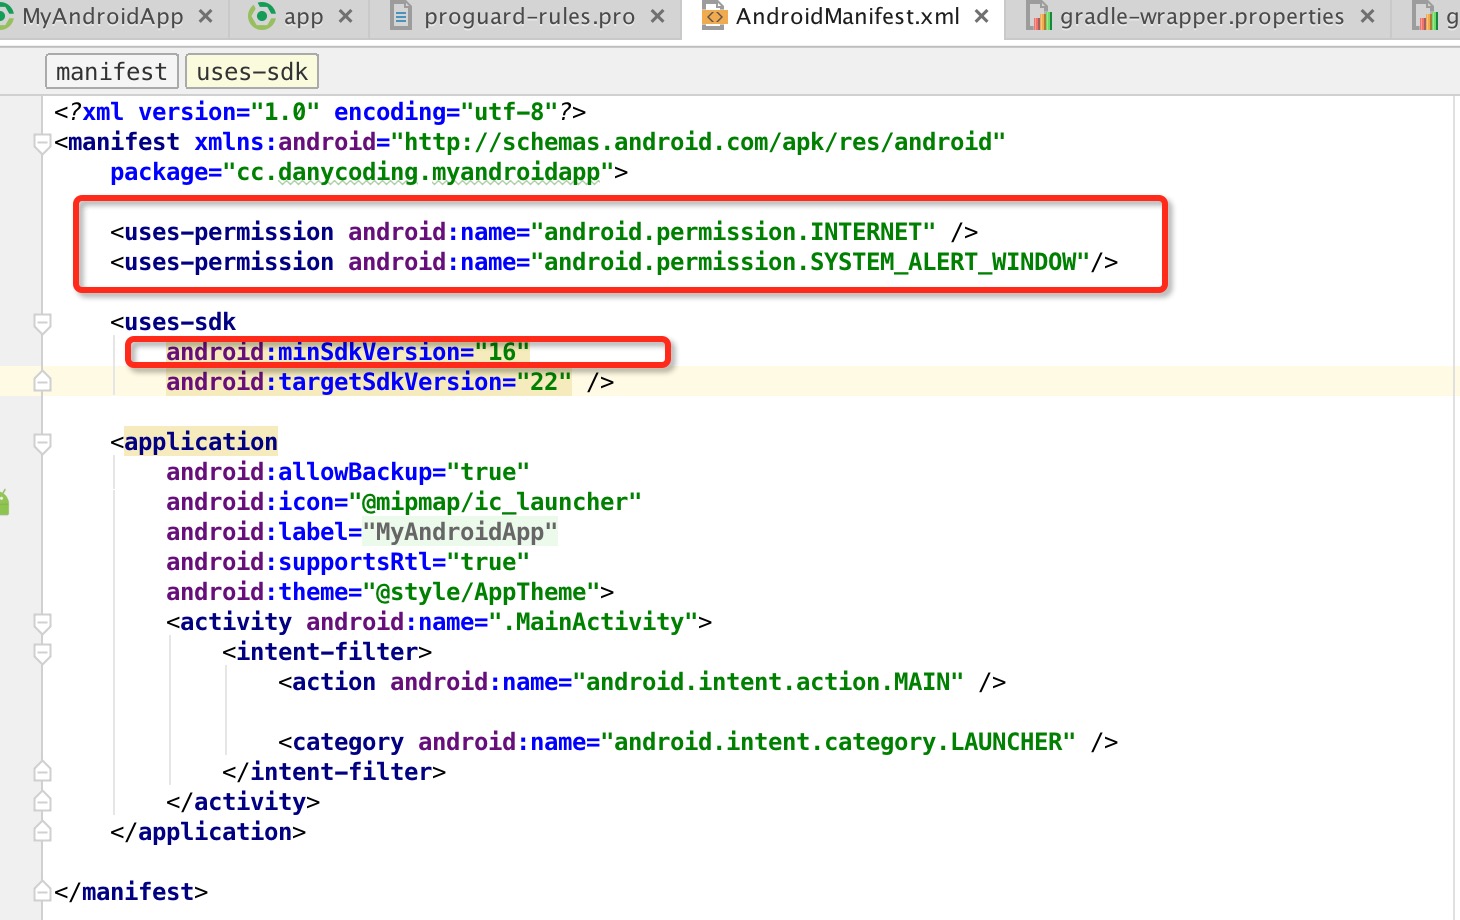 MyAndroidApp app proguard-rules.pro AndroidManifest.xml gradle-wrapper.properties g
manifest uses-sdk
<?xml version="1.0" encoding="utf-8"?>
<manifest xmlns:android="http://schemas.android.com/apk/res/android"
    package="cc.danycoding.myandroidapp">
    <uses-permission android:name="android.permission.INTERNET" />
    <uses-permission android:name="android.permission.SYSTEM_ALERT_WINDOW"/>
    <uses-sdk
        android:minSdkVersion="16"
        android:targetSdkVersion="22" />
    <application
        android:allowBackup="true"
        android:icon="@mipmap/ic_launcher"
        android:label="MyAndroidApp"
        android:supportsRtl="true"
        android:theme="@style/AppTheme">
        <activity android:name=".MainActivity">
            <intent-filter>
                <action android:name="android.intent.action.MAIN" />
                <category android:name="android.intent.category.LAUNCHER" />
            </intent-filter>
        </activity>
    </application>
</manifest>